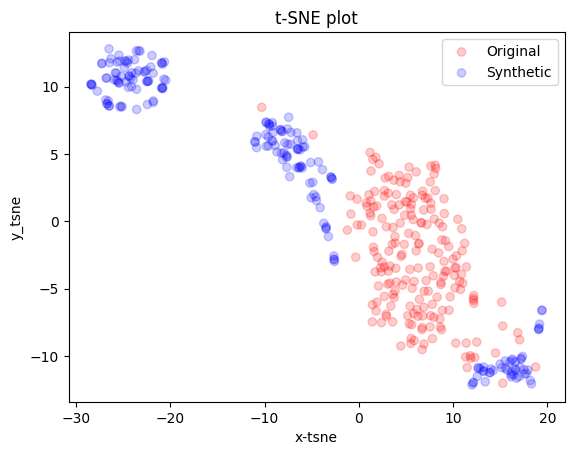 t-SNE plot
Original
Synthetic
10
5
0
−5
−10
y_tsne
−30
−20
−10
0
10
20
x-tsne